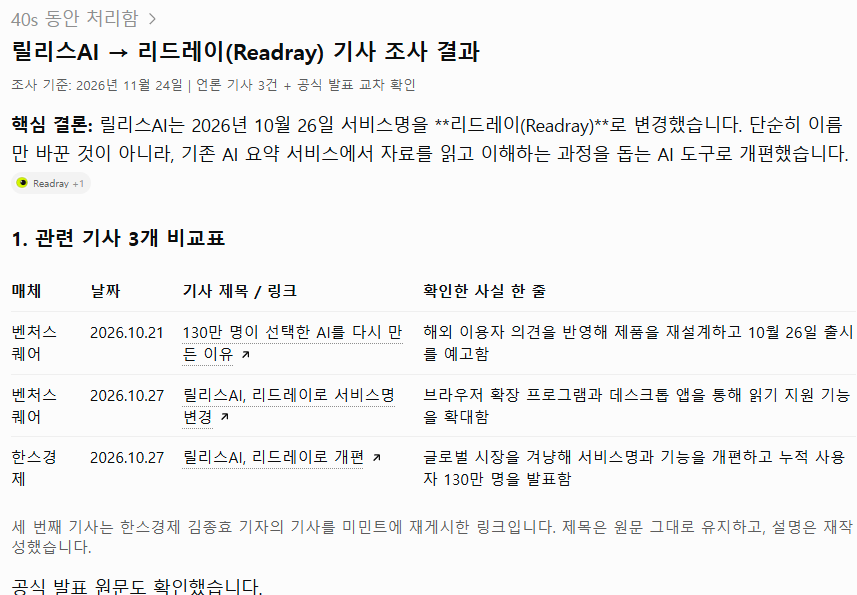 40s 동안 처리함 >
릴리스AI → 리드레이(Readray) 기사 조사 결과
조사 기준: 2026년 11월 24일 | 언론 기사 3건 + 공식 발표 교차 확인
핵심 결론: 릴리스AI는 2026년 10월 26일 서비스명을 **리드레이(Readray)**로 변경했습니다. 단순히 이름
만 바꾼 것이 아니라, 기존 AI 요약 서비스에서 자료를 읽고 이해하는 과정을 돕는 AI 도구로 개편했습니다.
Readray +1
1. 관련 기사 3개 비교표
매체 날짜 기사 제목 / 링크 확인한 사실 한 줄
벤처스 2026.10.21 130만 명이 선택한 AI를 다시 만 해외 이용자 의견을 반영해 제품을 재설계하고 10월 26일 출시
퀘어 든 이유 ↗ 를 예고함
벤처스 2026.10.27 릴리스AI, 리드레이로 서비스명 브라우저 확장 프로그램과 데스크톱 앱을 통해 읽기 지원 기능
퀘어 변경 ↗ 을 확대함
한스경 2026.10.27 릴리스AI, 리드레이로 개편 ↗ 글로벌 시장을 겨냥해 서비스명과 기능을 개편하고 누적 사용
제 자 130만 명을 발표함
세 번째 기사는 한스경제 김종효 기자의 기사를 미민트에 재게시한 링크입니다. 제목은 원문 그대로 유지하고, 설명은 재작
성했습니다.
공식 발표 원문도 확인했습니다.